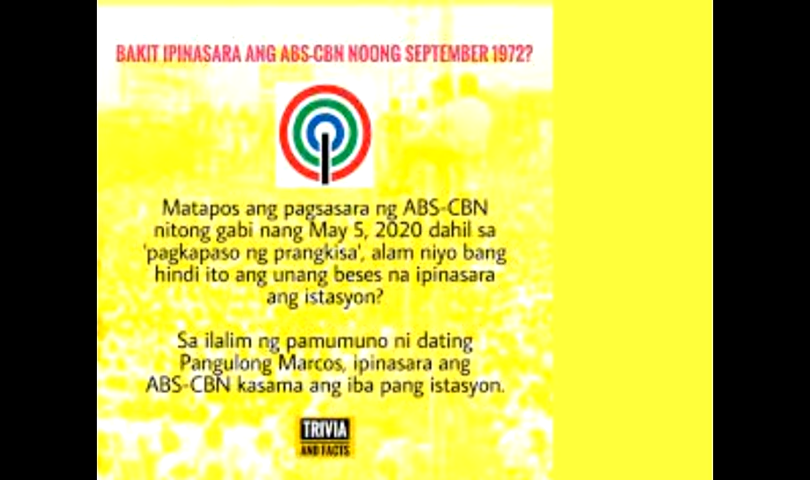 BAKIT IPINASARA ANG ABS-CBN NOONG SEPTEMBER 1972?
Matapos ang pagsasara ng ABS-CBN
nitong gabi nang May 5, 2020 dahil sa
'pagkapaso ng prangkisa', alam niyo bang
hindi ito ang unang beses na ipinasara
ang istasyon?
Sa ilalim ng pamumuno ni dating
Pangulong Marcos, ipinasara ang
ABS-CBN kasama ang iba pang istasyon.
TRIVIA
AND FACTS